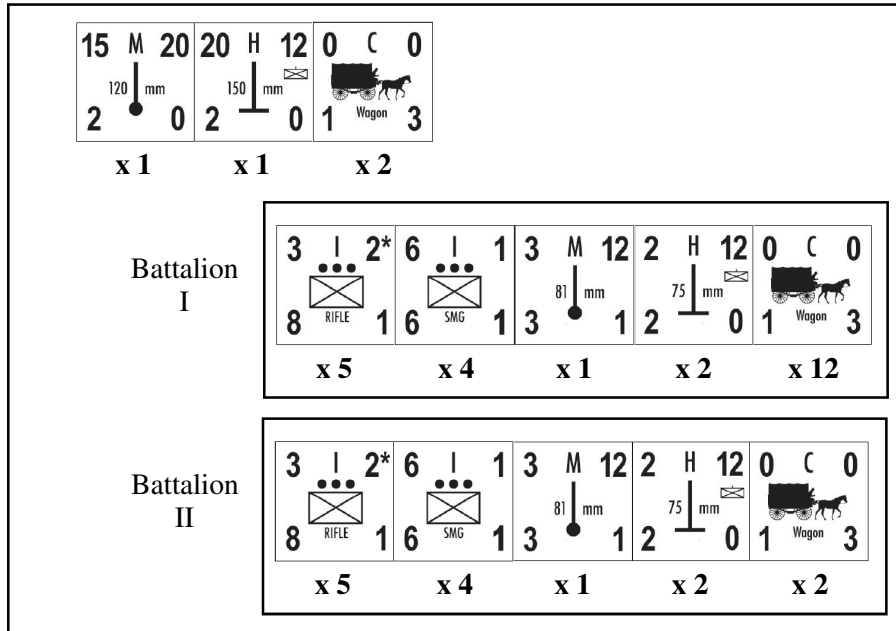 15 M 20 20 H 12 0 C 0
120 mm 150 mm
2 0 2 0 1 Wagon 3
x 1 x 1 x 2
Battalion
I
3 I 2* 6 I 1 3 M 12 2 H 12 0 C 0
81 mm 75 mm
8 RIFLE 1 6 SMG 1 3 1 2 0 1 Wagon 3
x 5 x 4 x 1 x 2 x 12
Battalion
II
3 I 2* 6 I 1 3 M 12 2 H 12 0 C 0
81 mm 75 mm
8 RIFLE 1 6 SMG 1 3 1 2 0 1 Wagon 3
x 5 x 4 x 1 x 2 x 2